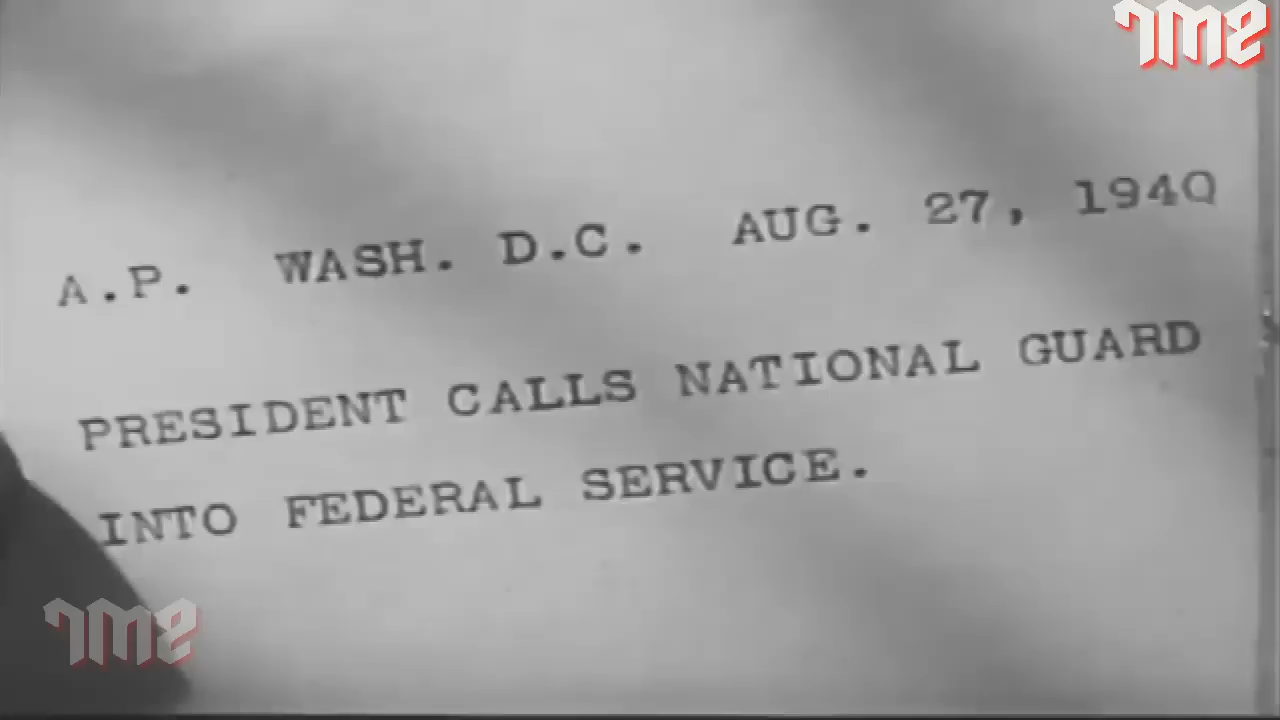 A.P. WASH. D.C. AUG. 27, 1940
PRESIDENT CALLS NATIONAL GUARD
INTO FEDERAL SERVICE.